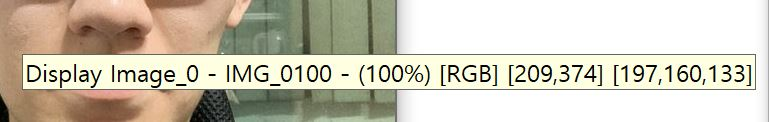 Display Image_0 - IMG_0100 - (100%) [RGB] [209,374] [197,160,133]